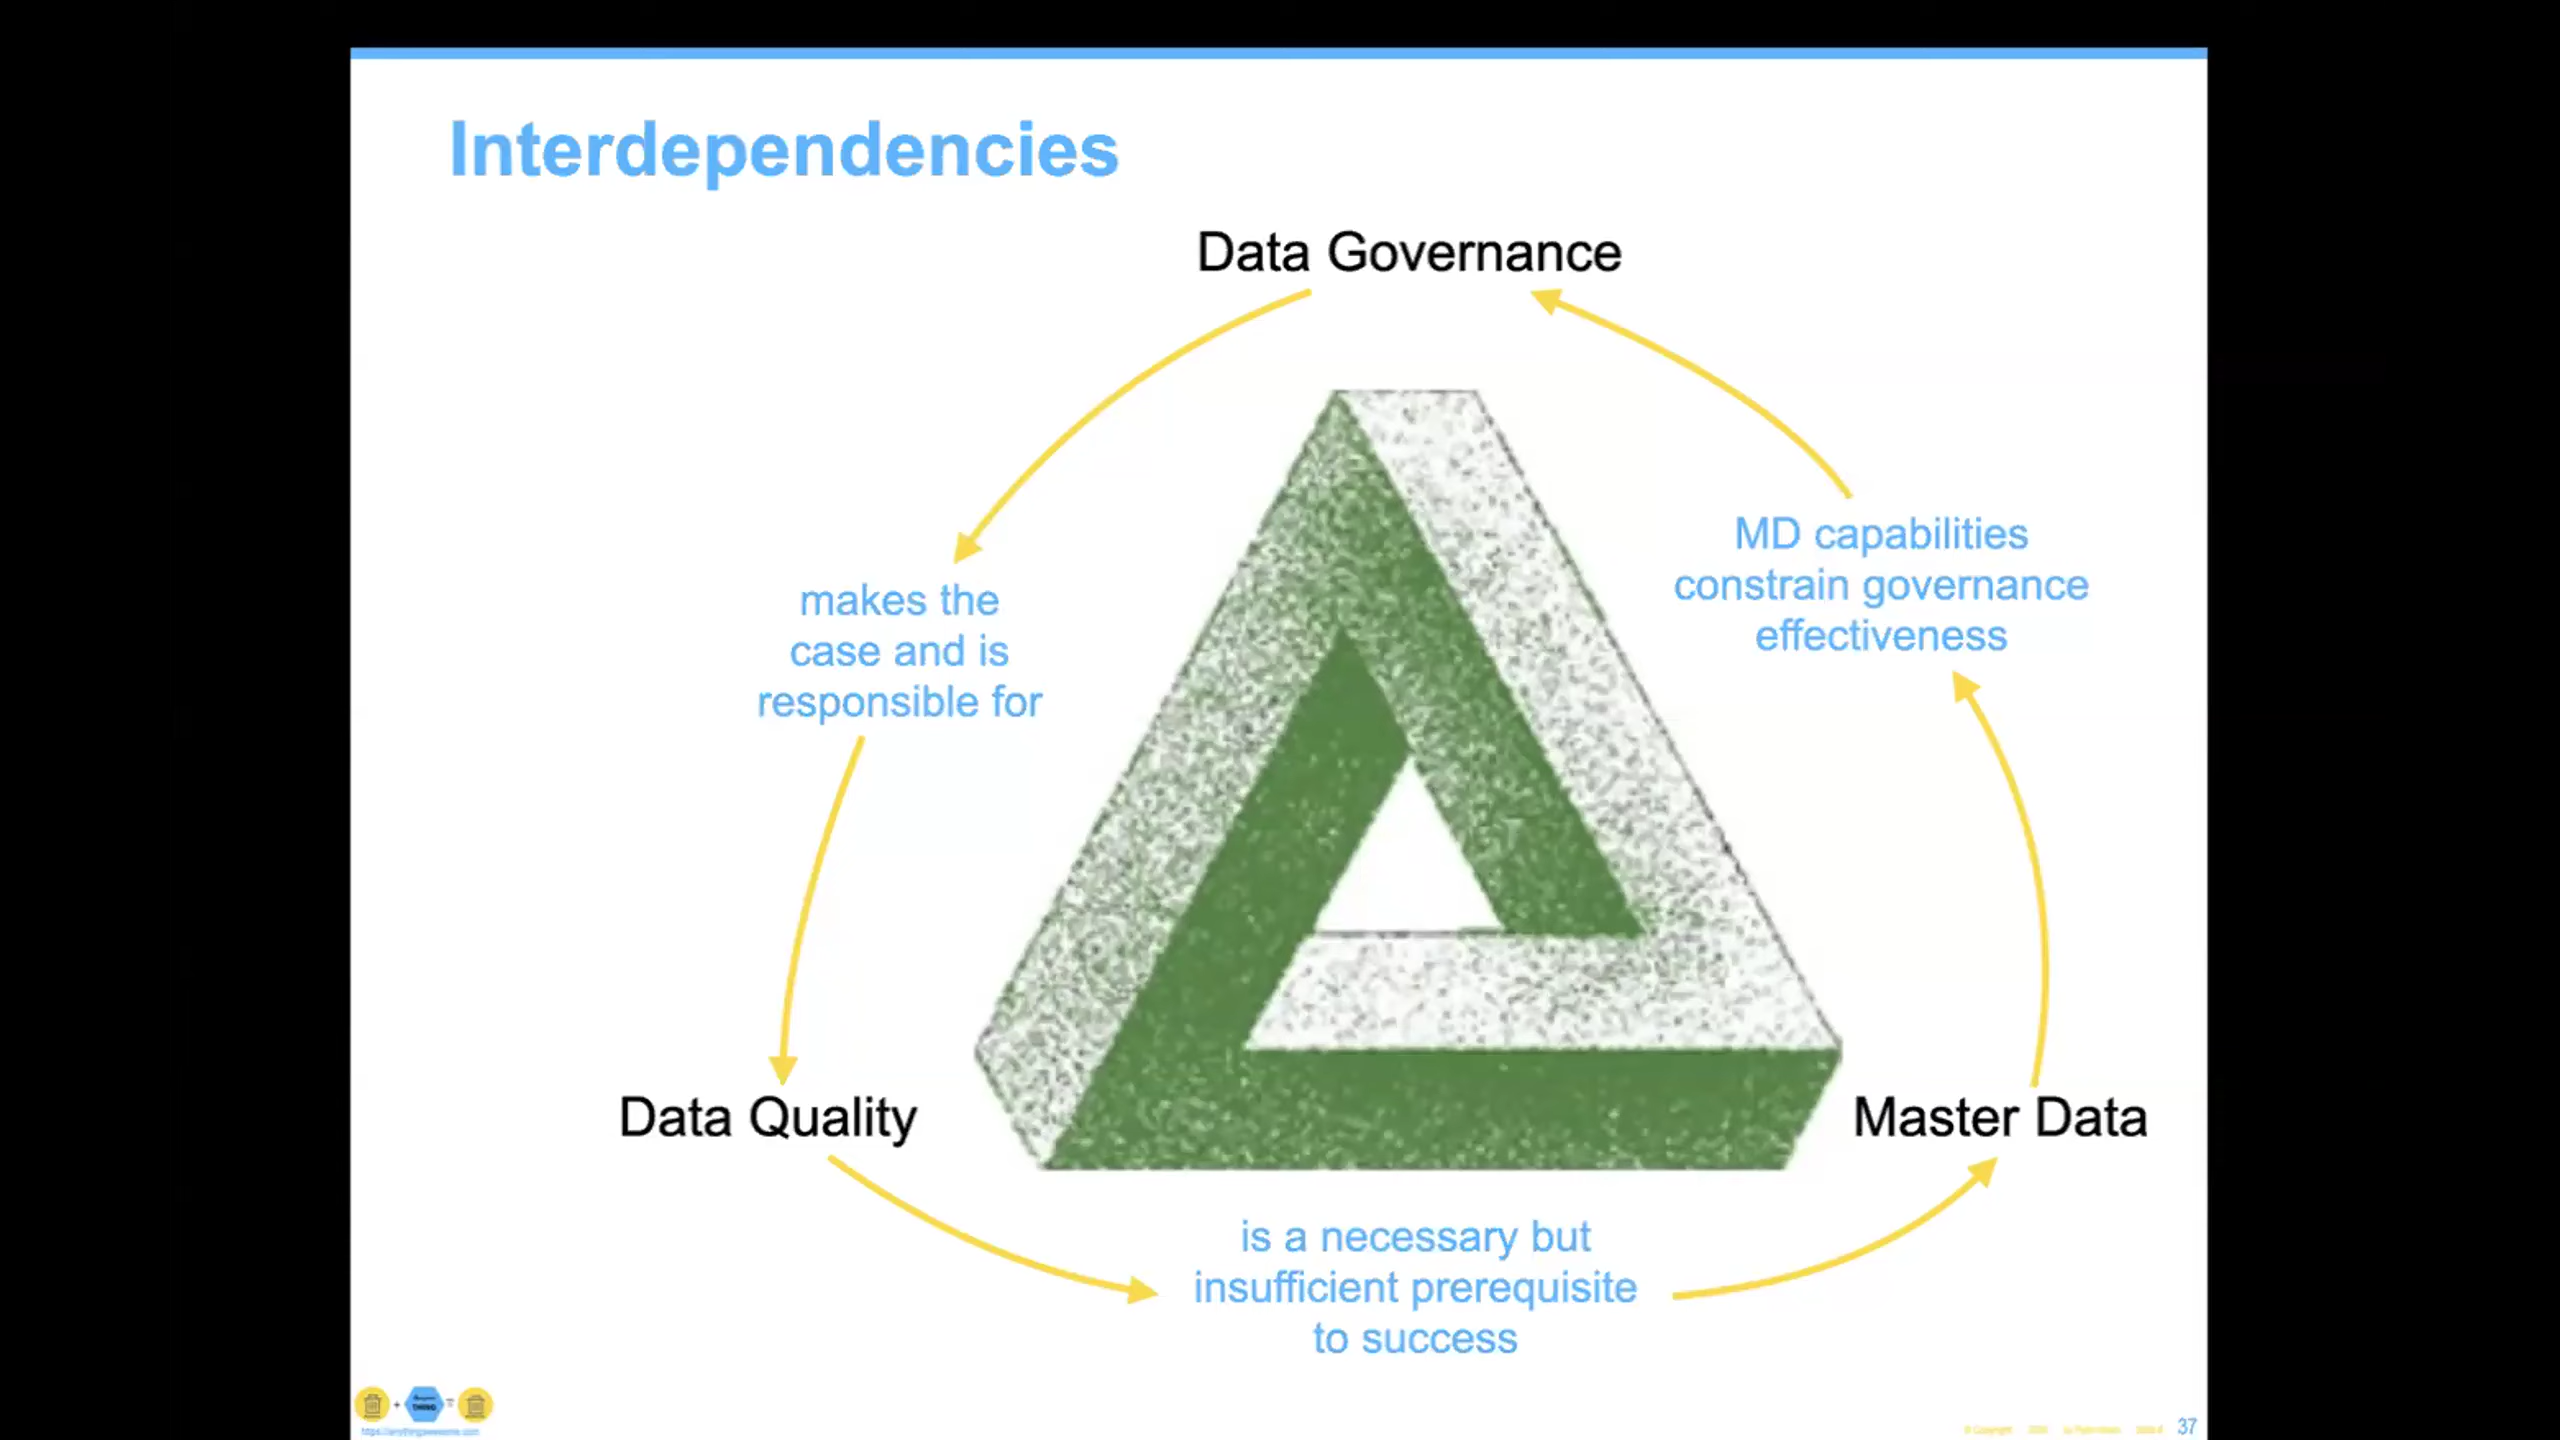 Interdependencies
Data Governance
makes the
case and is
responsible for
MD capabilities
constrain governance
effectiveness
Data Quality
Master Data
is a necessary but
insufficient prerequisite
to success
THING
37